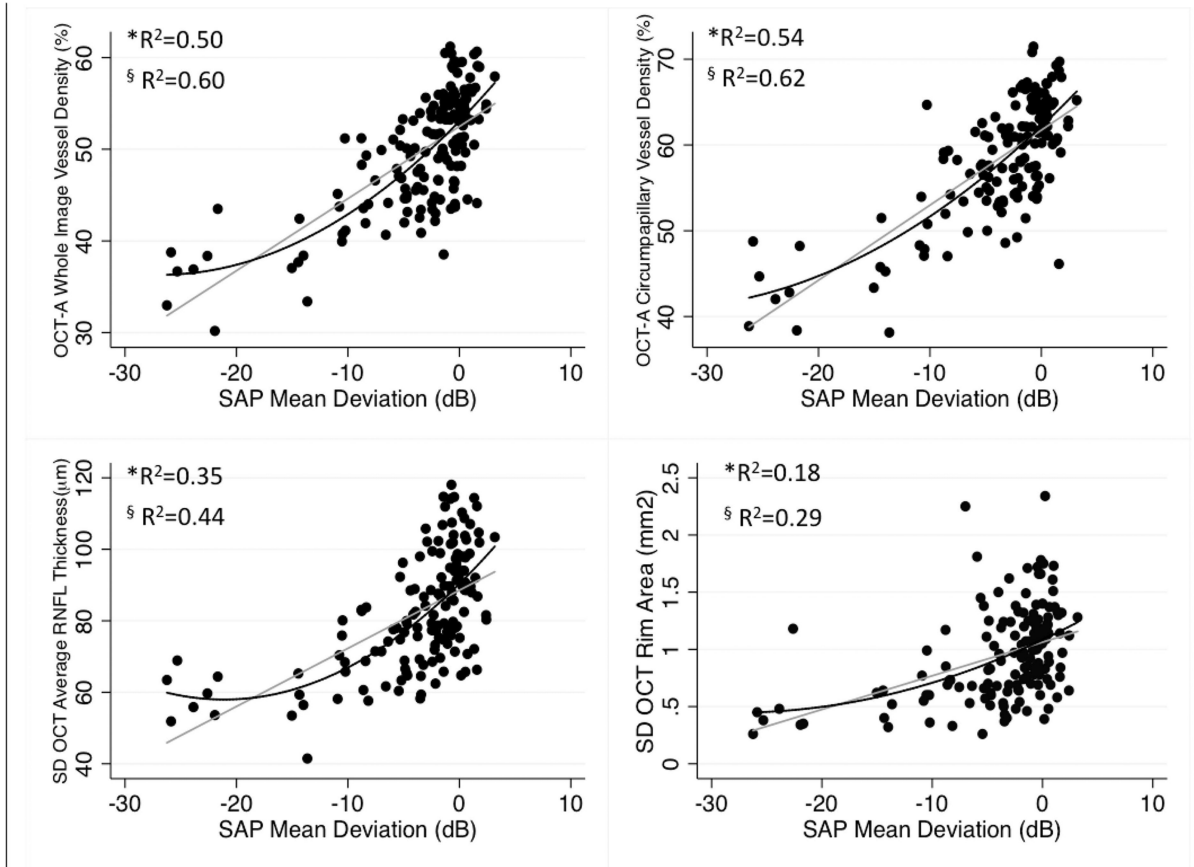 OCT-A Whole Image Vessel Density (%)
*R²=0.50
§ R²=0.60
60
50
40
30
-30 -20 -10 0 10
SAP Mean Deviation (dB)
OCT-A Circumpapillary Vessel Density (%)
*R²=0.54
§ R²=0.62
70
60
50
40
-30 -20 -10 0 10
SAP Mean Deviation (dB)
SD OCT Average RNFL Thickness(μm)
*R²=0.35
§ R²=0.44
120
100
80
60
40
-30 -20 -10 0 10
SAP Mean Deviation (dB)
SD OCT Rim Area (mm2)
*R²=0.18
§ R²=0.29
2.5
2
1.5
1
.5
0
-30 -20 -10 0 10
SAP Mean Deviation (dB)